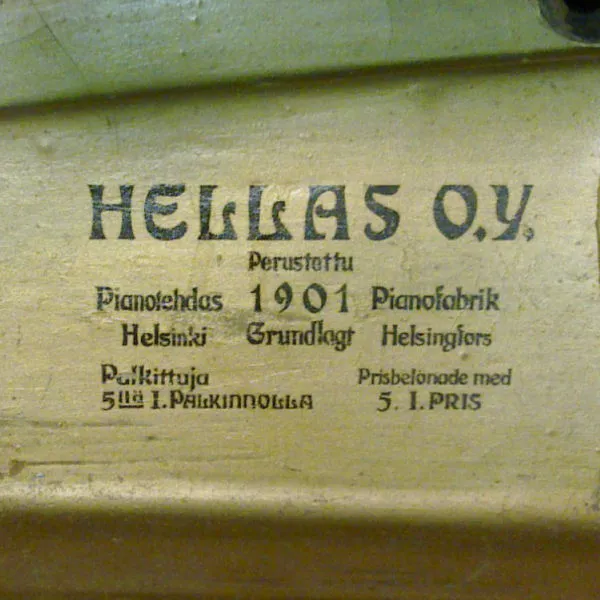 HELLAS O.Y.
Perustettu
Pianotehdas 1901 Pianofabrik
Helsinki Grundlagt Helsingfors
Palkittuja Prisbelönade med
5llä I. PALKINNOLLA 5. I. PRIS